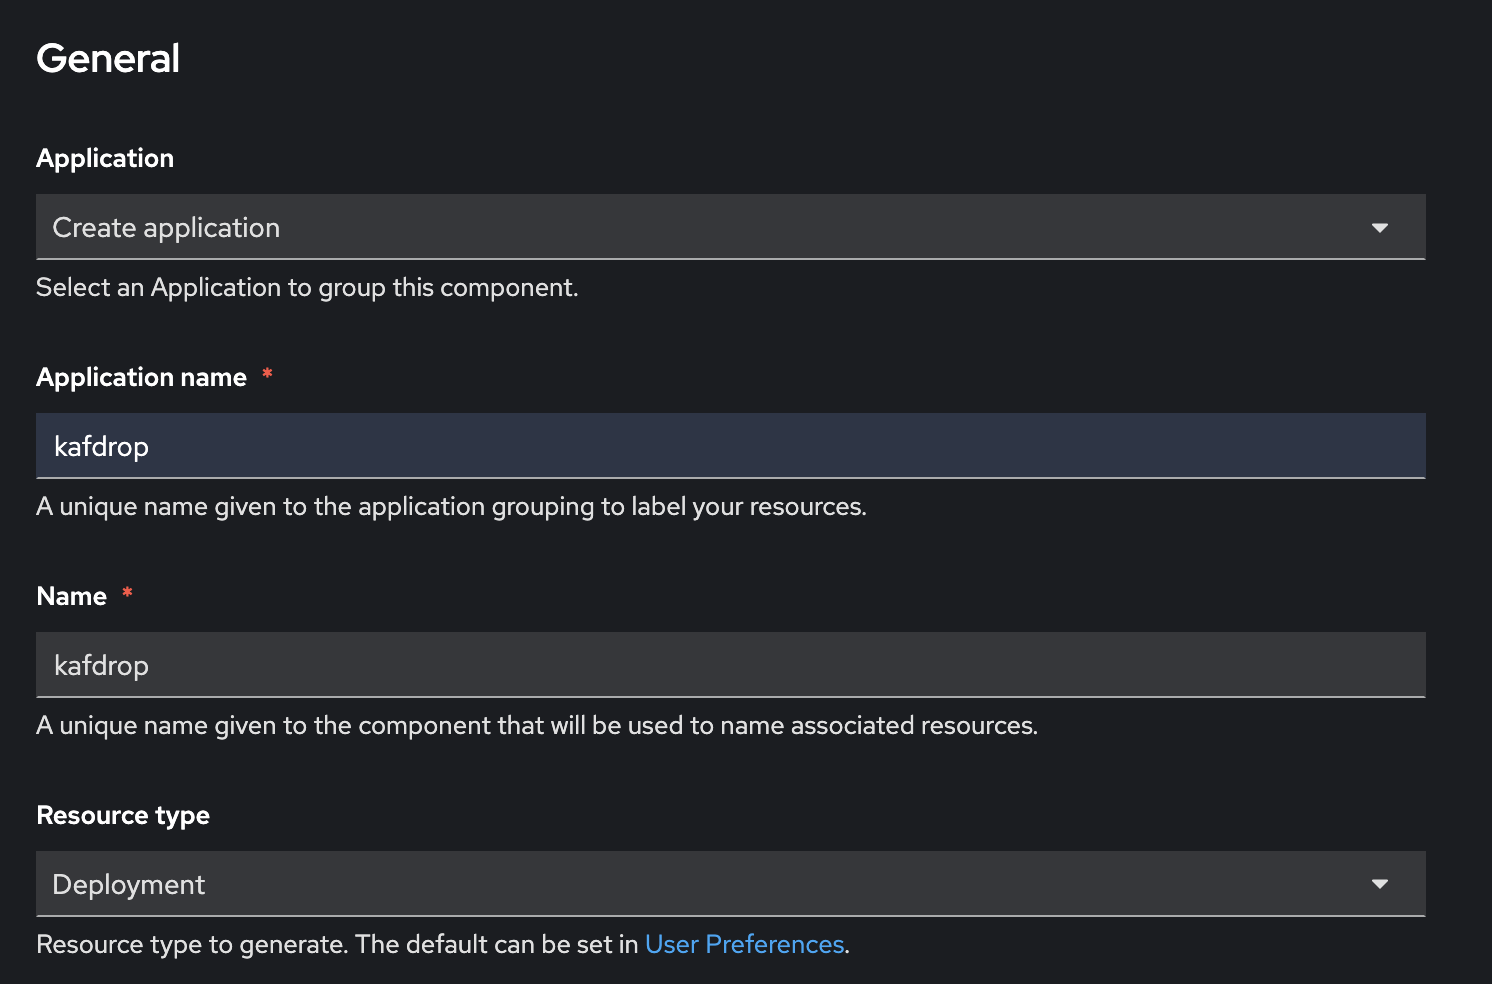 General
Application
Create application
Select an Application to group this component.
Application name *
kafdrop
A unique name given to the application grouping to label your resources.
Name *
kafdrop
A unique name given to the component that will be used to name associated resources.
Resource type
Deployment
Resource type to generate. The default can be set in User Preferences.